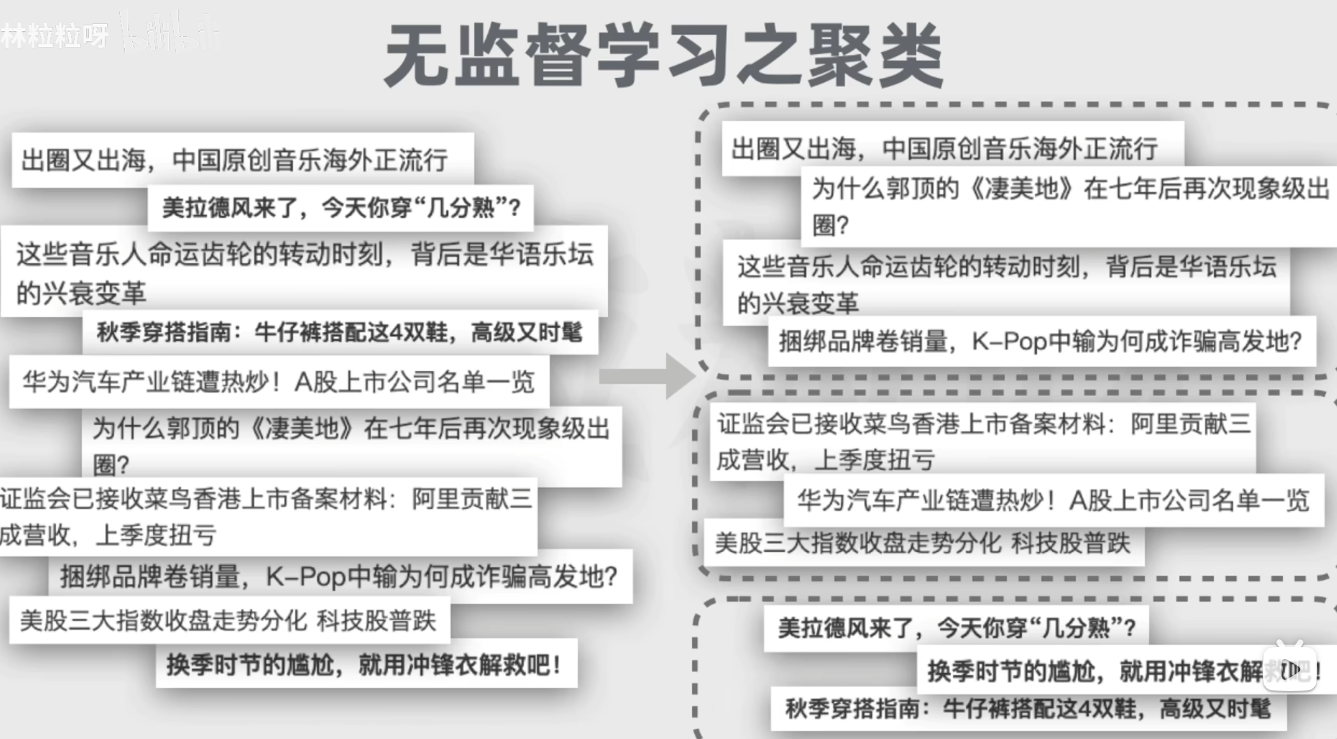 林粒粒呀
无监督学习之聚类
出圈又出海，中国原创音乐海外正流行
美拉德风来了，今天你穿“几分熟”？
这些音乐人命运齿轮的转动时刻，背后是华语乐坛
的兴衰变革
秋季穿搭指南：牛仔裤搭配这4双鞋，高级又时髦
华为汽车产业链遭热炒！A股上市公司名单一览
为什么郭顶的《凄美地》在七年后再次现象级出
圈？
证监会已接收菜鸟香港上市备案材料：阿里贡献三
成营收，上季度扭亏
捆绑品牌卷销量，K-Pop中输为何成诈骗高发地？
美股三大指数收盘走势分化 科技股普跌
换季时节的尴尬，就用冲锋衣解救吧！
出圈又出海，中国原创音乐海外正流行
为什么郭顶的《凄美地》在七年后再次现象级出
圈？
这些音乐人命运齿轮的转动时刻，背后是华语乐坛
的兴衰变革
捆绑品牌卷销量，K-Pop中输为何成诈骗高发地？
证监会已接收菜鸟香港上市备案材料：阿里贡献三
成营收，上季度扭亏
华为汽车产业链遭热炒！A股上市公司名单一览
美股三大指数收盘走势分化 科技股普跌
美拉德风来了，今天你穿“几分熟”？
换季时节的尴尬，就用冲锋衣解救吧！
秋季穿搭指南：牛仔裤搭配这4双鞋，高级又时髦